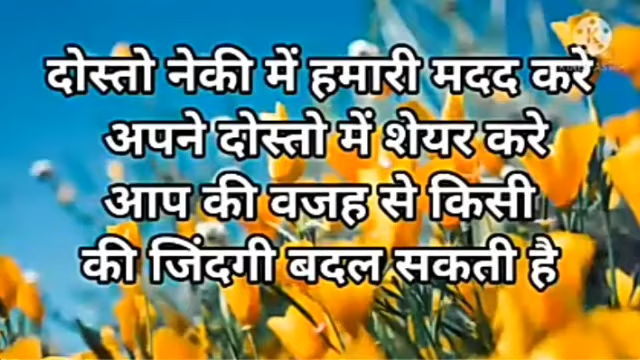 दोस्तो नेकी में हमारी मदद करे
अपने दोस्तो में शेयर करे
आप की वजह से किसी
की जिंदगी बदल सकती है